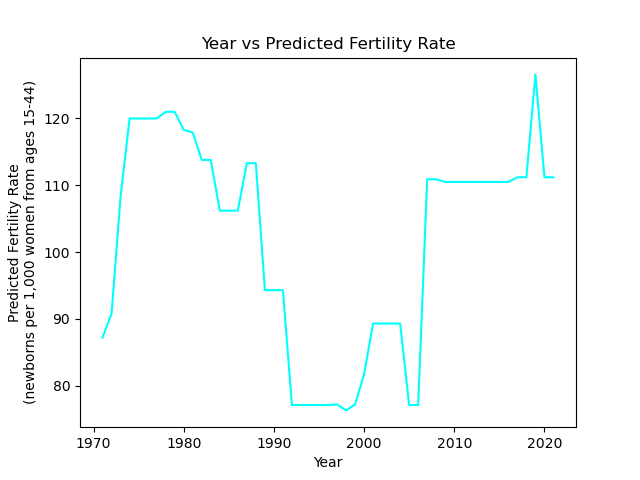 Year vs Predicted Fertility Rate
Predicted Fertility Rate
(newborns per 1,000 women from ages 15-44)
120
110
100
90
80
1970 1980 1990 2000 2010 2020
Year